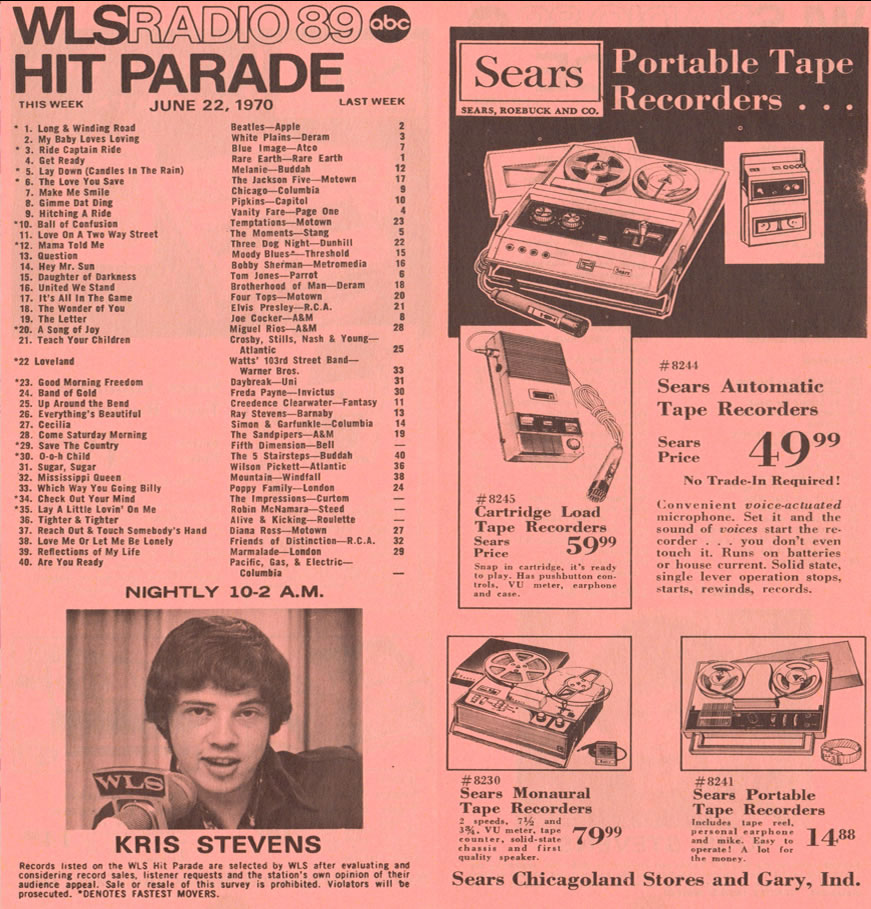 WLS RADIO 89 abc
HIT PARADE
THIS WEEK JUNE 22, 1970 LAST WEEK
* 1. Long & Winding Road Beatles—Apple 2
2. My Baby Loves Loving White Plains—Deram 3
* 3. Ride Captain Ride Blue Image—Atco 7
4. Get Ready Rare Earth—Rare Earth 1
* 5. Lay Down (Candles In The Rain) Melanie—Buddah 12
* 6. The Love You Save The Jackson Five—Motown 17
7. Make Me Smile Chicago—Columbia 9
8. Gimme Dat Ding Pipkins—Capitol 10
9. Hitching A Ride Vanity Fare—Page One 4
*10. Ball of Confusion Temptations—Motown 23
11. Love On A Two Way Street The Moments—Stang 5
*12. Mama Told Me Three Dog Night—Dunhill 22
13. Question Moody Blues—Threshold 15
14. Hey Mr. Sun Bobby Sherman—Metromedia 16
15. Daughter of Darkness Tom Jones—Parrot 6
16. United We Stand Brotherhood of Man—Deram 18
17. It's All In The Game Four Tops—Motown 20
18. The Wonder of You Elvis Presley—R.C.A. 21
19. The Letter Joe Cocker—A&M 8
*20. A Song of Joy Miguel Rios—A&M 28
21. Teach Your Children Crosby, Stills, Nash & Young—
Atlantic 25
*22 Loveland Watts' 103rd Street Band—
Warner Bros. 33
*23. Good Morning Freedom Daybreak—Uni 31
24. Band of Gold Freda Payne—Invictus 30
25. Up Around the Bend Creedence Clearwater—Fantasy 11
26. Everything's Beautiful Ray Stevens—Barnaby 13
27. Cecilia Simon & Garfunkle—Columbia 14
28. Come Saturday Morning The Sandpipers—A&M 19
*29. Save The Country Fifth Dimension—Bell —
*30. O-o-h Child The 5 Stairsteps—Buddah 40
31. Sugar, Sugar Wilson Pickett—Atlantic 36
32. Mississippi Queen Mountain—Windfall 38
33. Which Way You Going Billy Poppy Family—London 24
*34. Check Out Your Mind The Impressions—Curtom —
*35. Lay A Little Lovin' On Me Robin McNamara—Steed —
36. Tighter & Tighter Alive & Kicking—Roulette —
37. Reach Out & Touch Somebody's Hand Diana Ross—Motown 27
38. Love Me Or Let Me Be Lonely Friends of Distinction—R.C.A. 32
39. Reflections of My Life Marmalade—London 29
40. Are You Ready Pacific, Gas, & Electric—
Columbia —
NIGHTLY 10-2 A.M.
WLS
KRIS STEVENS
Records listed on the WLS Hit Parade are selected by WLS after evaluating and
considering record sales, listener requests and the station's own opinion of their
audience appeal. Sale or resale of this survey is prohibited. Violators will be
prosecuted. *DENOTES FASTEST MOVERS.
Sears
SEARS, ROEBUCK AND CO.
Portable Tape
Recorders . . .
Sears
#8245
Cartridge Load
Tape Recorders
Sears
Price 59 99
Snap in cartridge, it's ready
to play. Has pushbutton con-
trols, VU meter, earphone
and case.
#8244
Sears Automatic
Tape Recorders
Sears
Price 49 99
No Trade-In Required!
Convenient voice-actuated
microphone. Set it and the
sound of voices start the re-
corder . . . you don't even
touch it. Runs on batteries
or house current. Solid state,
single lever operation stops,
starts, rewinds, records.
#8230
Sears Monaural
Tape Recorders
2 speeds, 7½ and
3¾. VU meter, tape
counter, solid-state
chassis and first
quality speaker.
79 99
#8241
Sears Portable
Tape Recorders
Includes tape reel,
personal earphone
and mike. Easy to
operate! A lot for
the money.
14.88
Sears Chicagoland Stores and Gary, Ind.